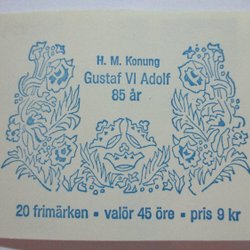 H. M. Konung
Gustaf VI Adolf
85 år
20 frimärken ▪ valör 45 öre ▪ pris 9 kr